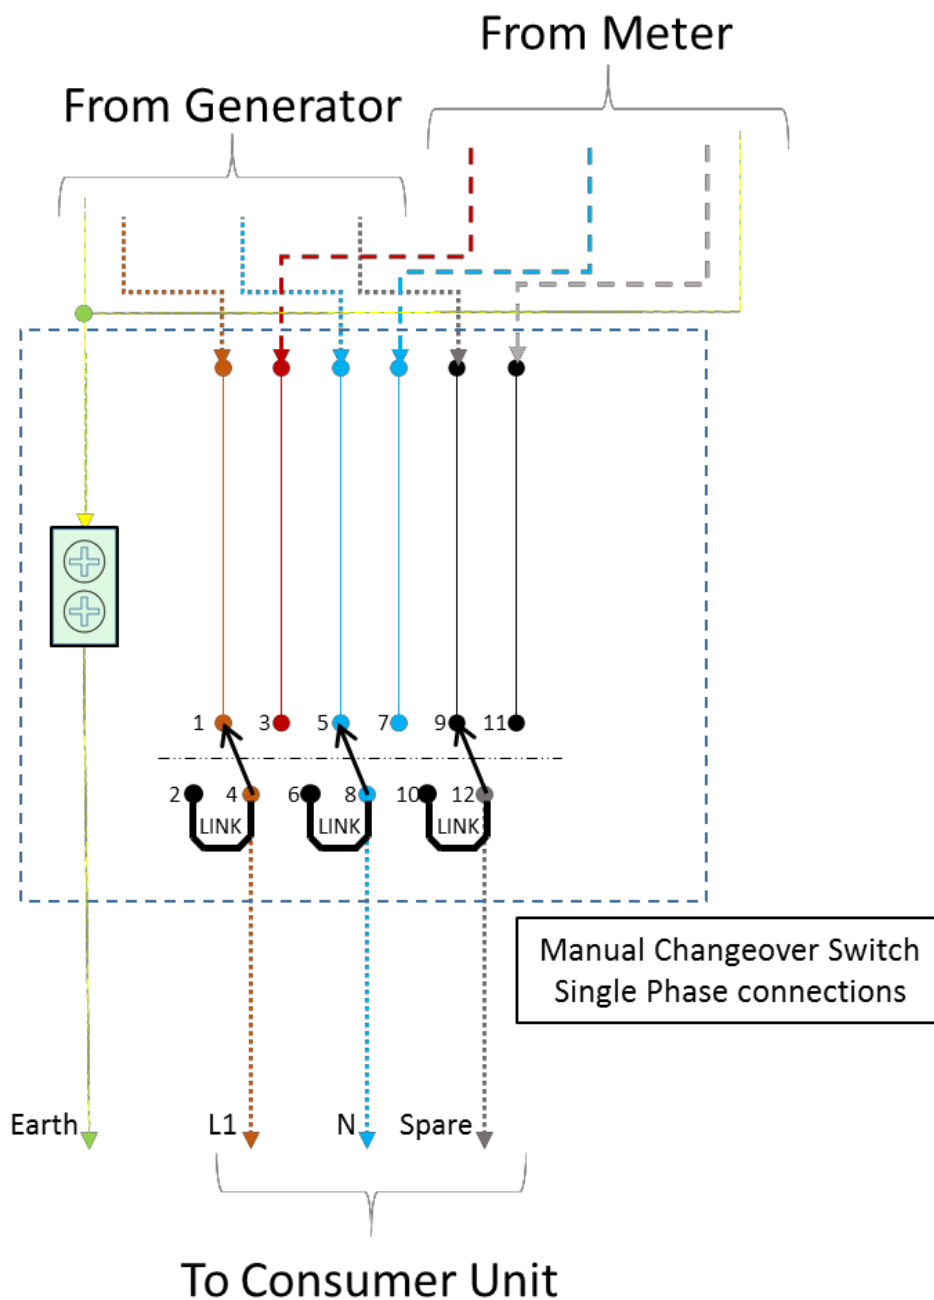 From Meter
From Generator
1 3 5 7 9 11
2 4 6 8 10 12
LINK LINK LINK
Manual Changeover Switch
Single Phase connections
Earth L1 N Spare
To Consumer Unit